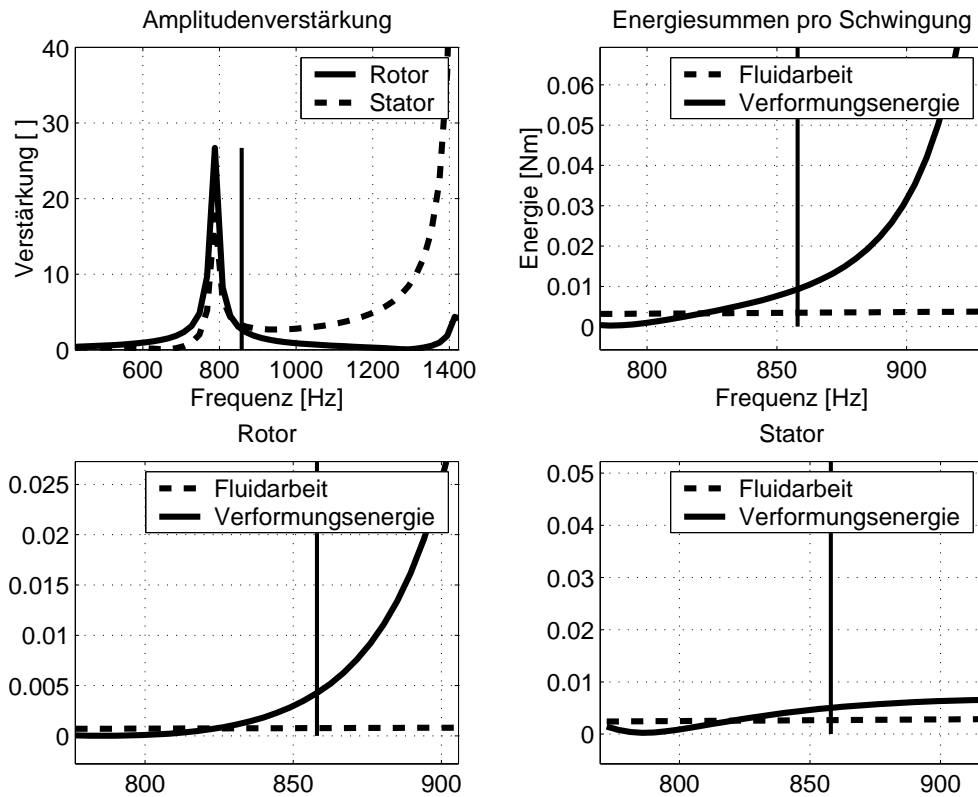 Amplitudenverstärkung
Verstärkung [ ]
40
30
20
10
0
Rotor
Stator
600
800
1000
1200
1400
Frequenz [Hz]
Energiesummen pro Schwingung
Energie [Nm]
0.06
0.05
0.04
0.03
0.02
0.01
0
Fluidarbeit
Verformungsenergie
800
850
900
Frequenz [Hz]
Rotor
0.025
0.02
0.015
0.01
0.005
0
Fluidarbeit
Verformungsenergie
800
850
900
Stator
0.05
0.04
0.03
0.02
0.01
0
Fluidarbeit
Verformungsenergie
800
850
900